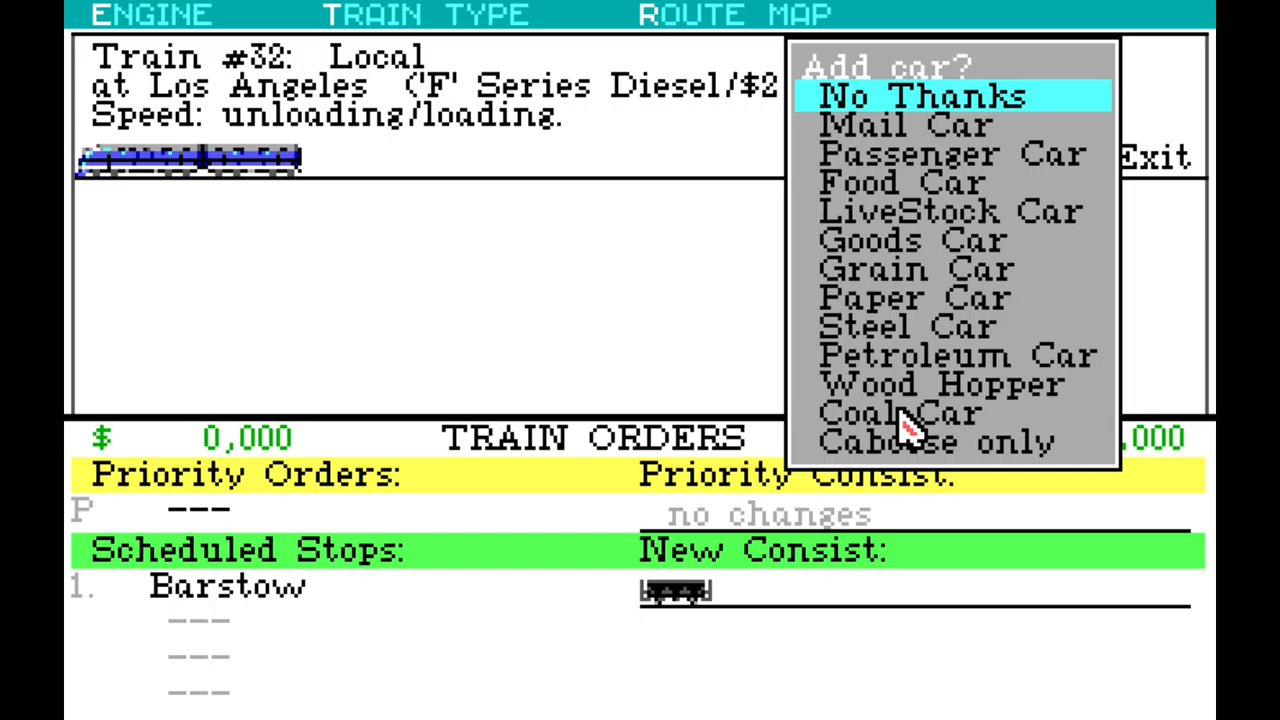 ENGINE TRAIN TYPE ROUTE MAP
Train #32: Local
at Los Angeles ('F' Series Diesel/$2
Speed: unloading/loading.
Exit
Add car?
No Thanks
Mail Car
Passenger Car
Food Car
LiveStock Car
Goods Car
Grain Car
Paper Car
Steel Car
Petroleum Car
Wood Hopper
Coal Car
Caboose only
$ 0,000 TRAIN ORDERS ,000
Priority Orders: Priority Consist:
P --- no changes
Scheduled Stops: New Consist:
1. Barstow
---
---
---